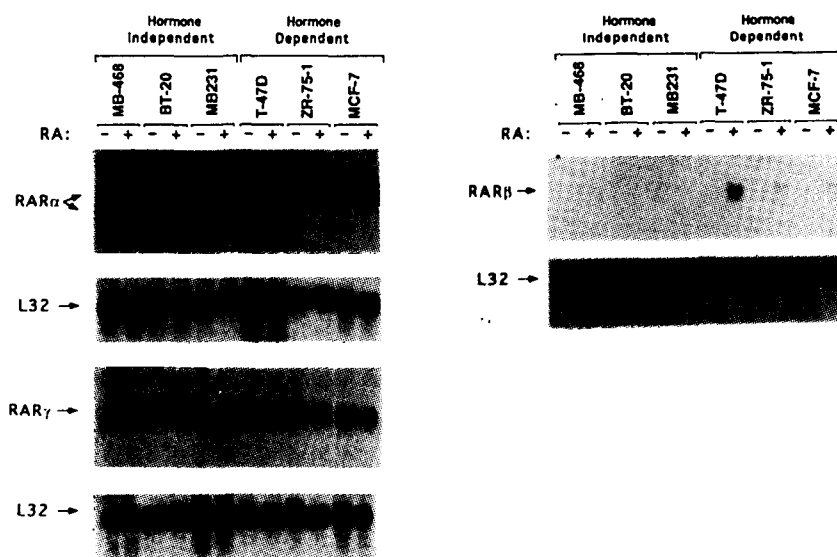 Hormone
Independent
Hormone
Dependent
MB-468
BT-20
MB231
T-47D
ZR-75-1
MCF-7
RA: - + - + - + - + - + - +
RARα
L32 →
RARγ →
L32 →
Hormone
Independent
Hormone
Dependent
MB-468
BT-20
MB231
T-47D
ZR-75-1
MCF-7
RA: - + - + - + - + - + - +
RARβ →
L32 →